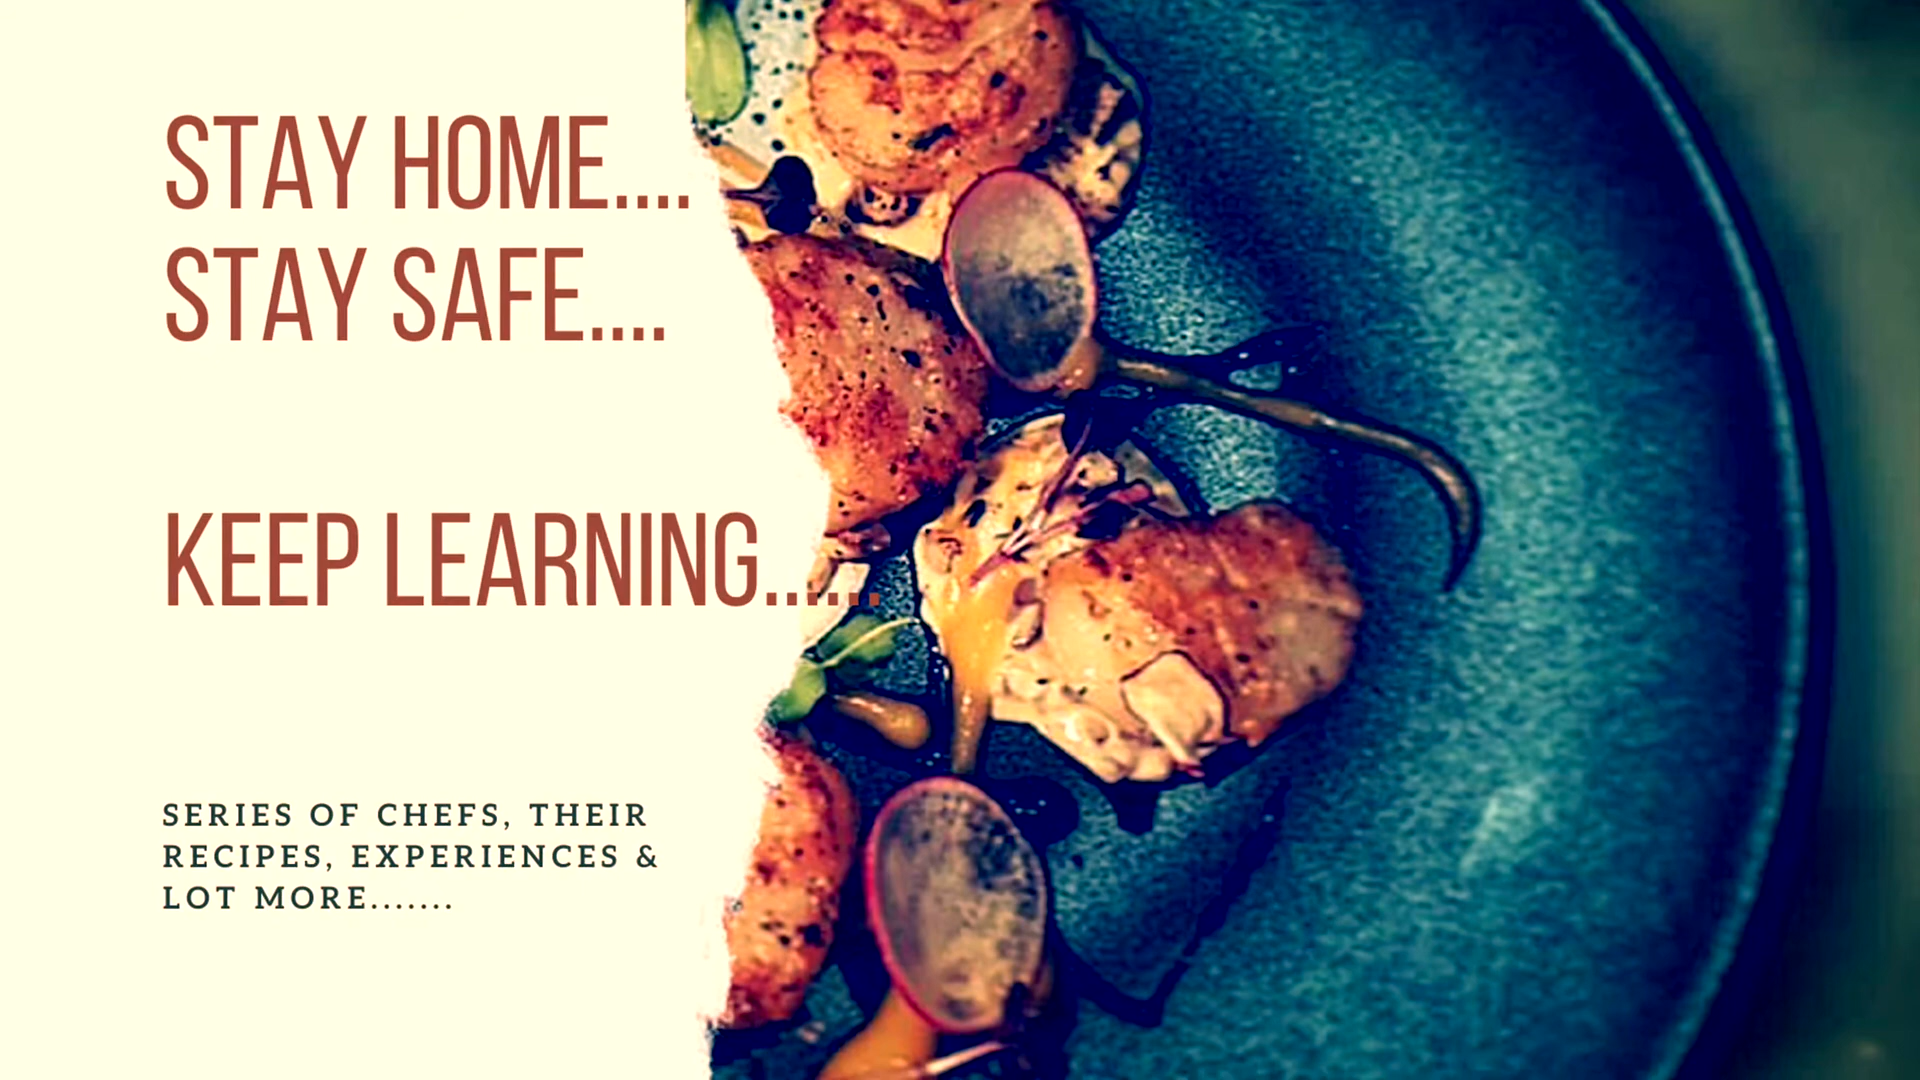 STAY HOME....
STAY SAFE....
KEEP LEARNING......
SERIES OF CHEFS, THEIR
RECIPES, EXPERIENCES &
LOT MORE.......